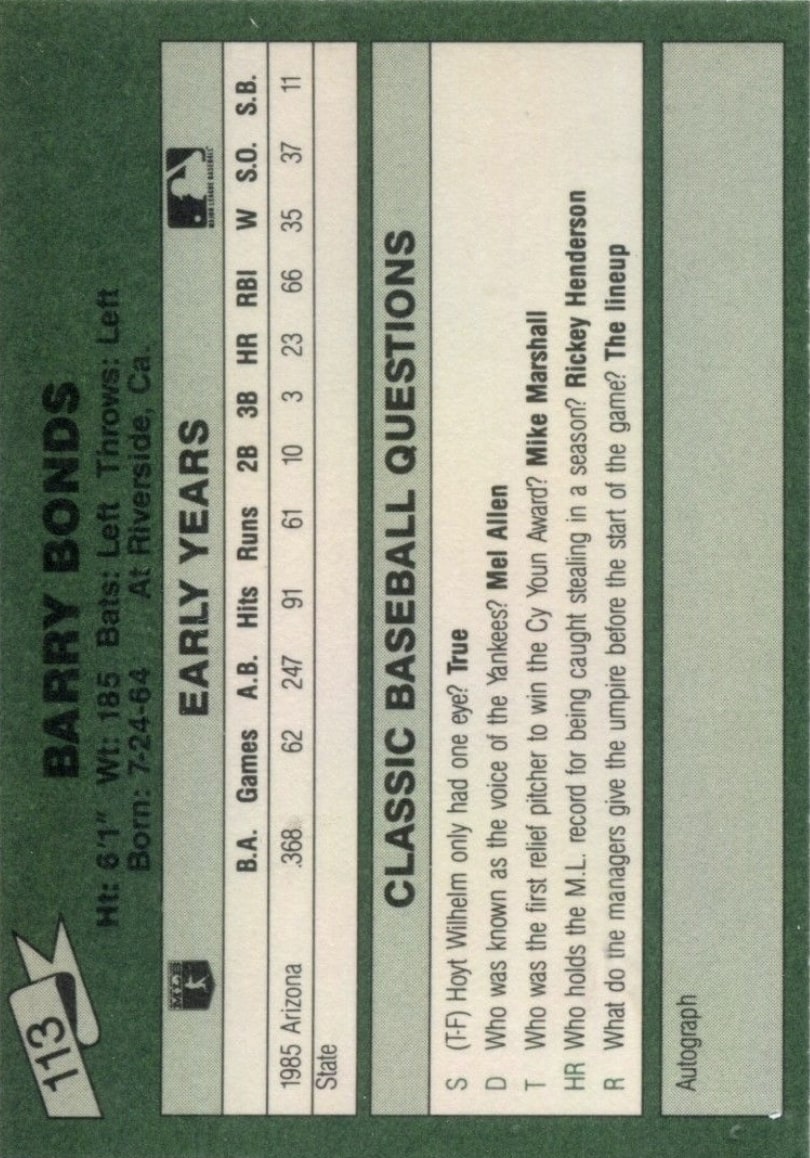 113
BARRY BONDS
Ht: 6'1" Wt: 185 Bats: Left Throws: Left
Born: 7-24-64 At Riverside, Ca.
MLB
EARLY YEARS
MAJOR LEAGUE BASEBALL
B.A. Games A.B. Hits Runs 2B 3B HR RBI W S.O. S.B.
1985 Arizona .368 62 247 91 61 10 3 23 66 35 37 11
State
CLASSIC BASEBALL QUESTIONS
S (T-F) Hoyt Wilhelm only had one eye? True
D Who was known as the voice of the Yankees? Mel Allen
T Who was the first relief pitcher to win the Cy Youn Award? Mike Marshall
HR Who holds the M.L. record for being caught stealing in a season? Rickey Henderson
R What do the managers give the umpire before the start of the game? The lineup
Autograph